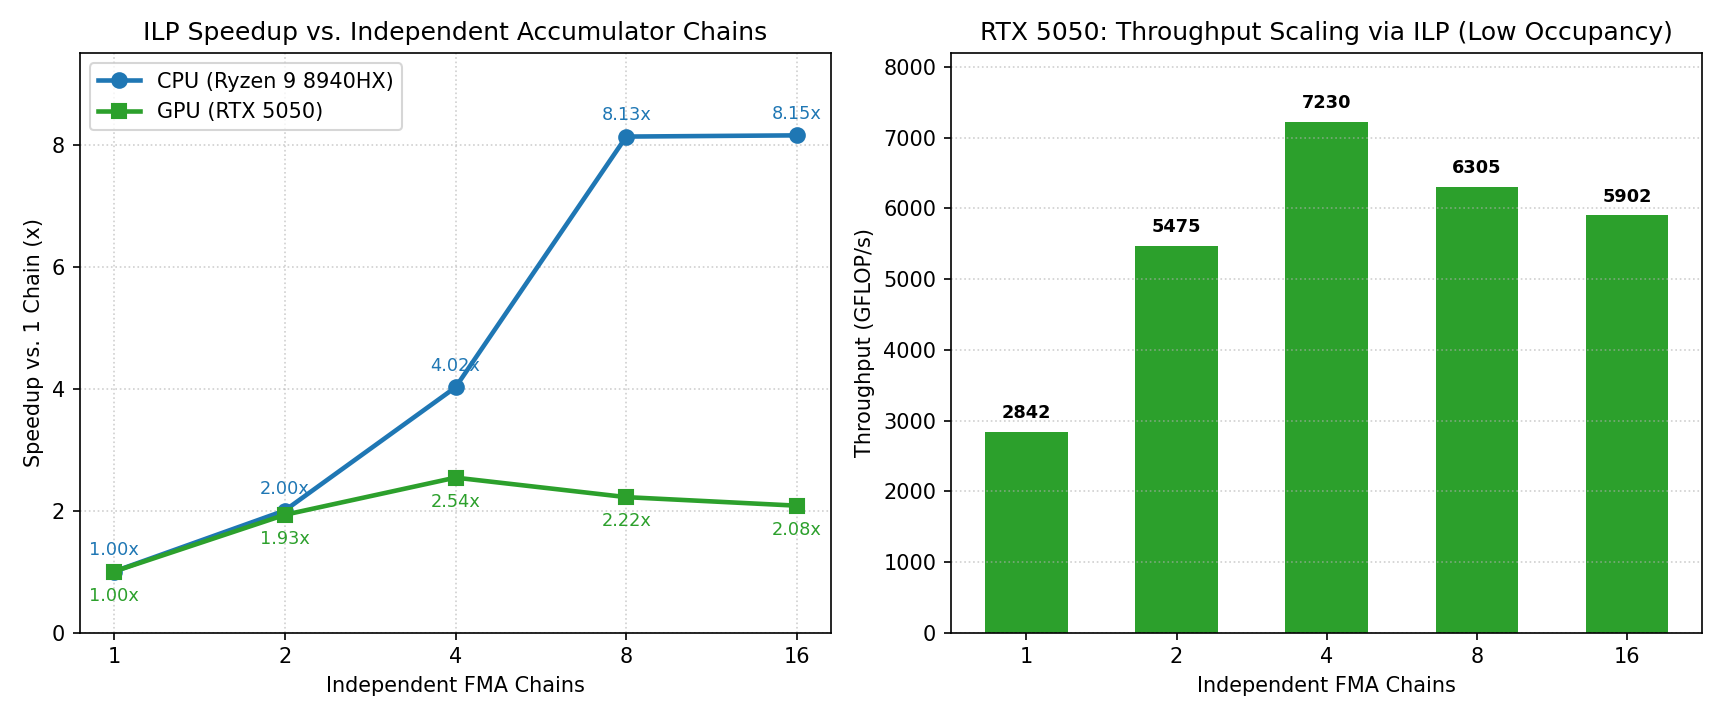 ILP Speedup vs. Independent Accumulator Chains
CPU (Ryzen 9 8940HX)
GPU (RTX 5050)
Speedup vs. 1 Chain (x)
8
6
4
2
0
1.00x
2.00x
4.02x
8.13x
8.15x
1.00x
1.93x
2.54x
2.22x
2.08x
1 2 4 8 16
Independent FMA Chains
RTX 5050: Throughput Scaling via ILP (Low Occupancy)
Throughput (GFLOP/s)
8000
7000
6000
5000
4000
3000
2000
1000
0
2842
5475
7230
6305
5902
1 2 4 8 16
Independent FMA Chains